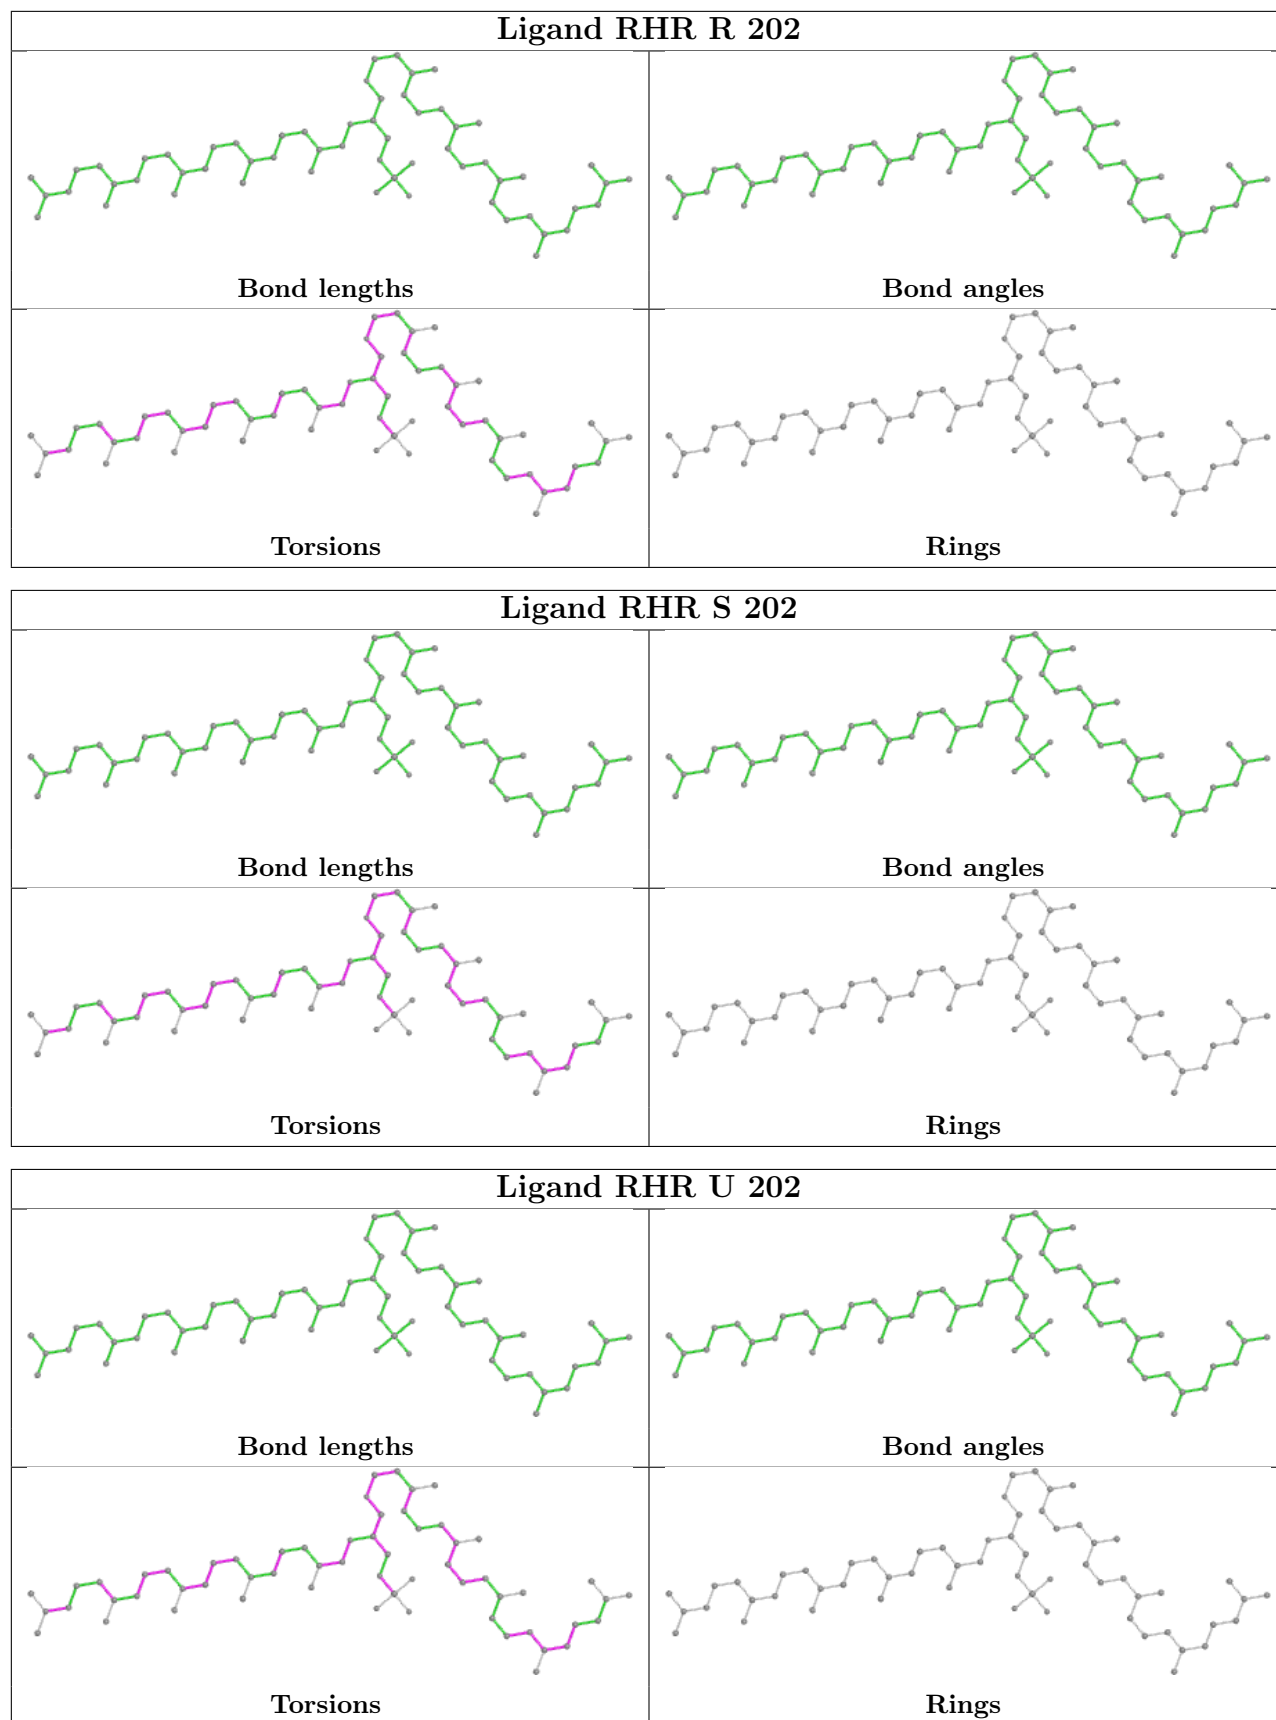 Ligand RHR R 202
Bond lengths
Bond angles
Torsions
Rings
Ligand RHR S 202
Bond lengths
Bond angles
Torsions
Rings
Ligand RHR U 202
Bond lengths
Bond angles
Torsions
Rings